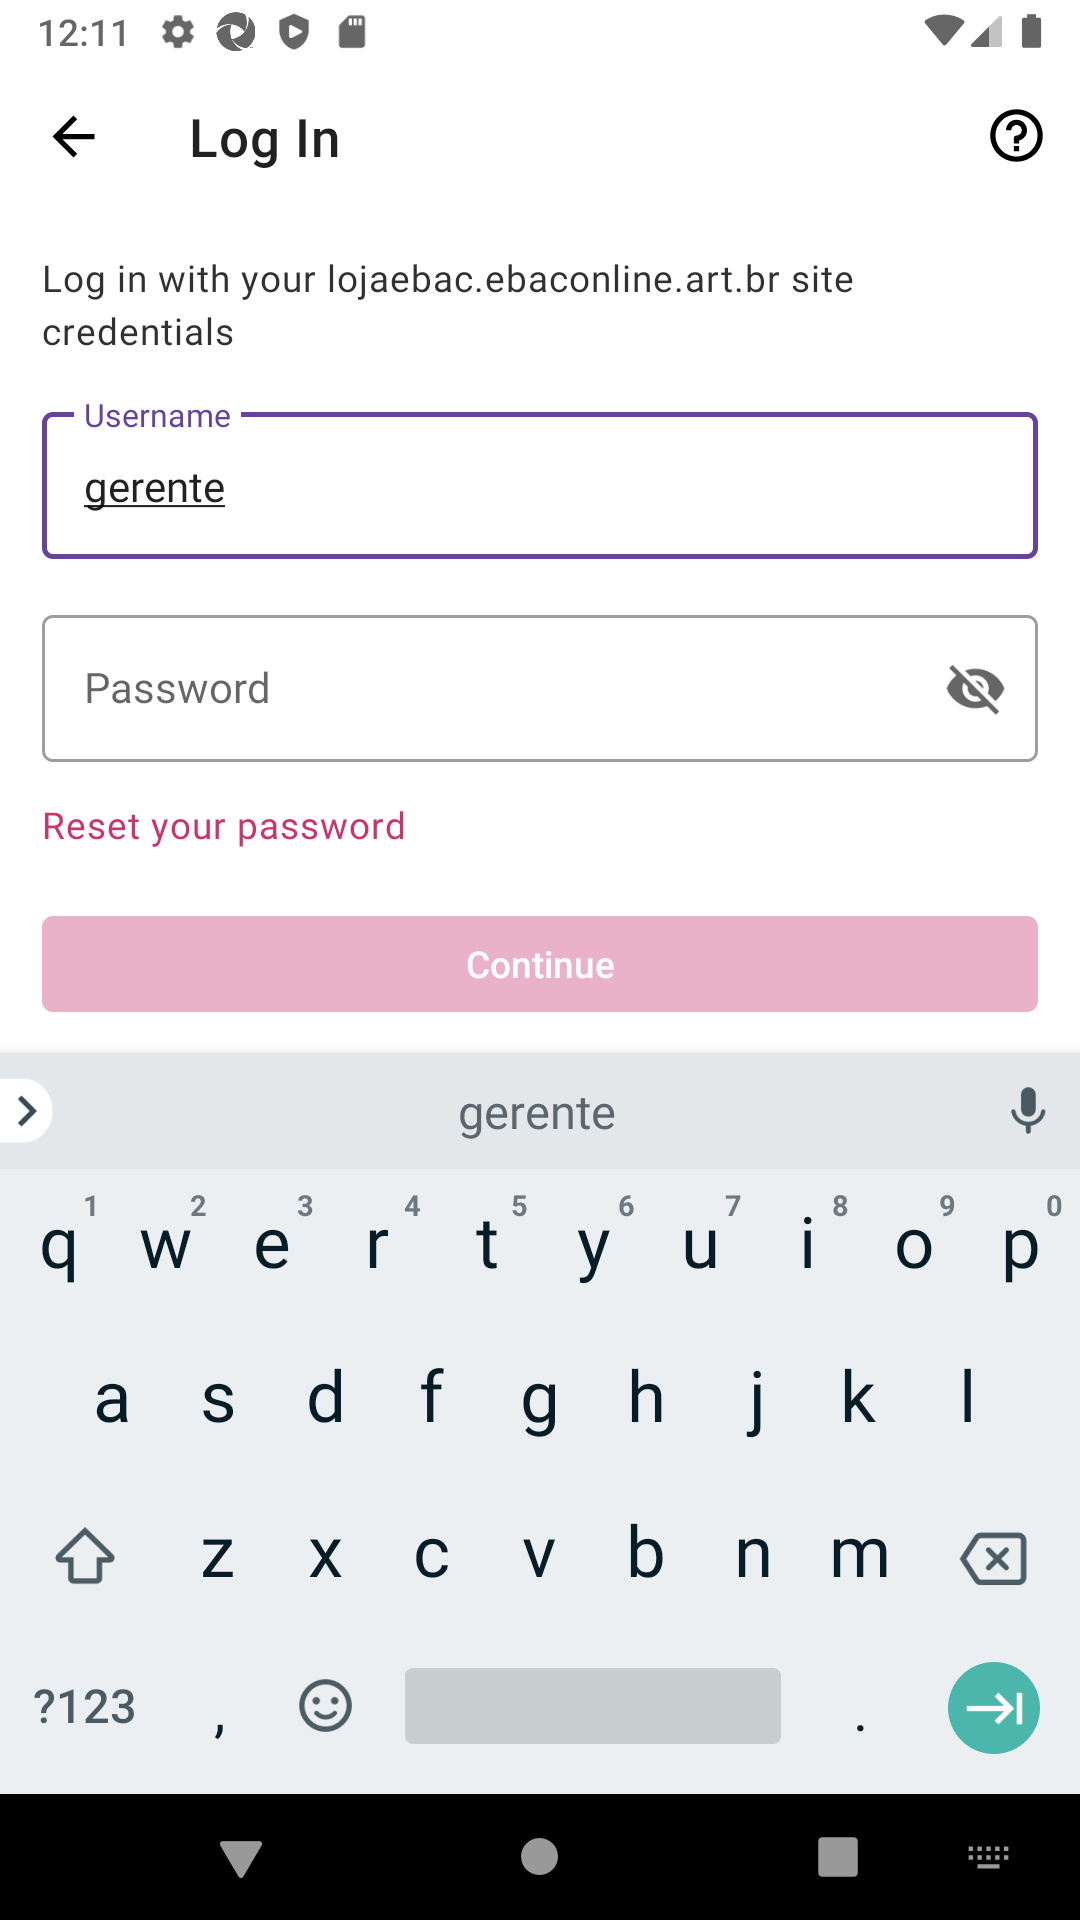 12:11
Log In
Log in with your lojaebac.ebaconline.art.br site
credentials
Username
gerente
Password
Reset your password
Continue
gerente
1 2 3 4 5 6 7 8 9 0
q w e r t y u i o p
a s d f g h j k l
z x c v b n m
?123 , .